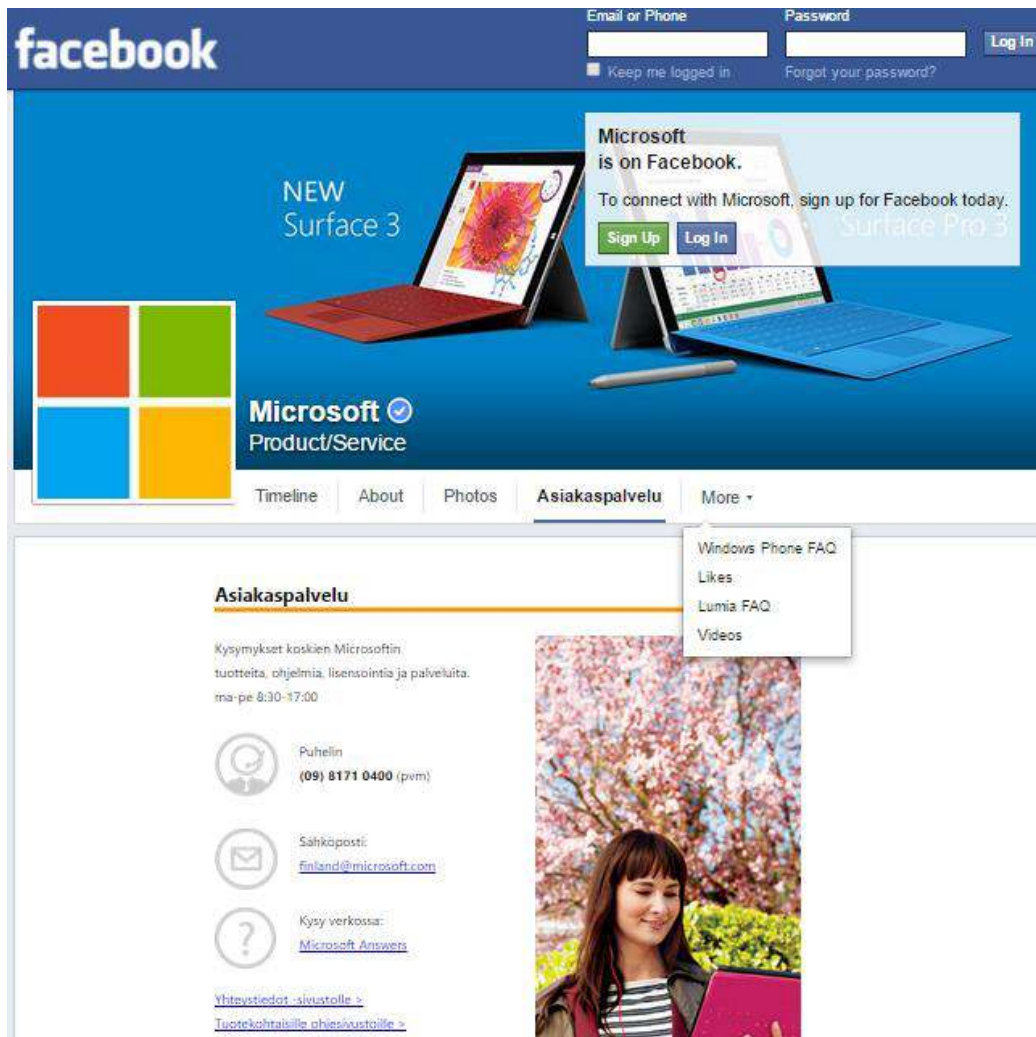 facebook
Email or Phone
Password
Log In
Keep me logged in
Forgot your password?
NEW
Surface 3
Microsoft
is on Facebook.
To connect with Microsoft, sign up for Facebook today.
Sign Up
Log In
Surface Pro 3
Microsoft
Product/Service
Timeline
About
Photos
Asiakaspalvelu
More
Windows Phone FAQ
Likes
Lumia FAQ
Videos
Asiakaspalvelu
Kysymykset koskien Microsoftin
tuotteita, ohjelmia, lisensointia ja palveluita.
ma-pe 8:30-17:00
Puhelin
(09) 8171 0400 (pvm)
Sähköposti:
finland@microsoft.com
Kysy verkossa:
Microsoft Answers
Yhteystiedot -sivustolle >
Tuotekohtaisille ohjesivustoille >